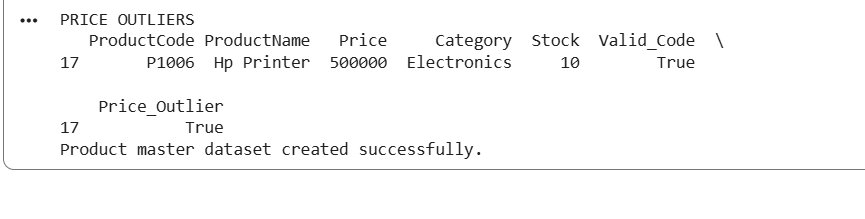 PRICE OUTLIERS
ProductCode ProductName Price Category Stock Valid_Code \
17 P1006 Hp Printer 500000 Electronics 10 True
Price_Outlier
17 True
Product master dataset created successfully.